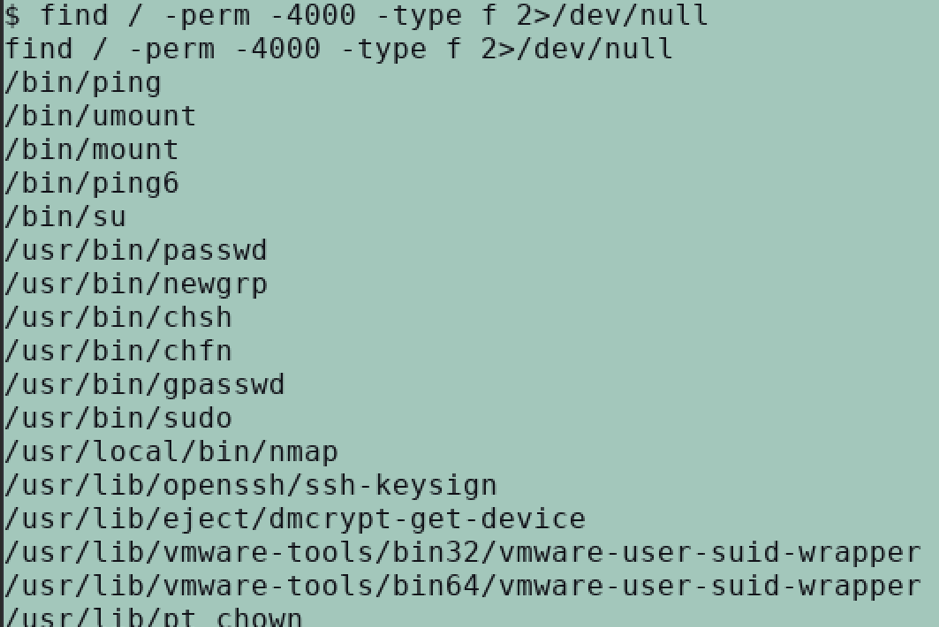 $ find / -perm -4000 -type f 2>/dev/null
find / -perm -4000 -type f 2>/dev/null
/bin/ping
/bin/umount
/bin/mount
/bin/ping6
/bin/su
/usr/bin/passwd
/usr/bin/newgrp
/usr/bin/chsh
/usr/bin/chfn
/usr/bin/gpasswd
/usr/bin/sudo
/usr/local/bin/nmap
/usr/lib/openssh/ssh-keysign
/usr/lib/eject/dmcrypt-get-device
/usr/lib/vmware-tools/bin32/vmware-user-suid-wrapper
/usr/lib/vmware-tools/bin64/vmware-user-suid-wrapper
/usr/lib/pt_chown